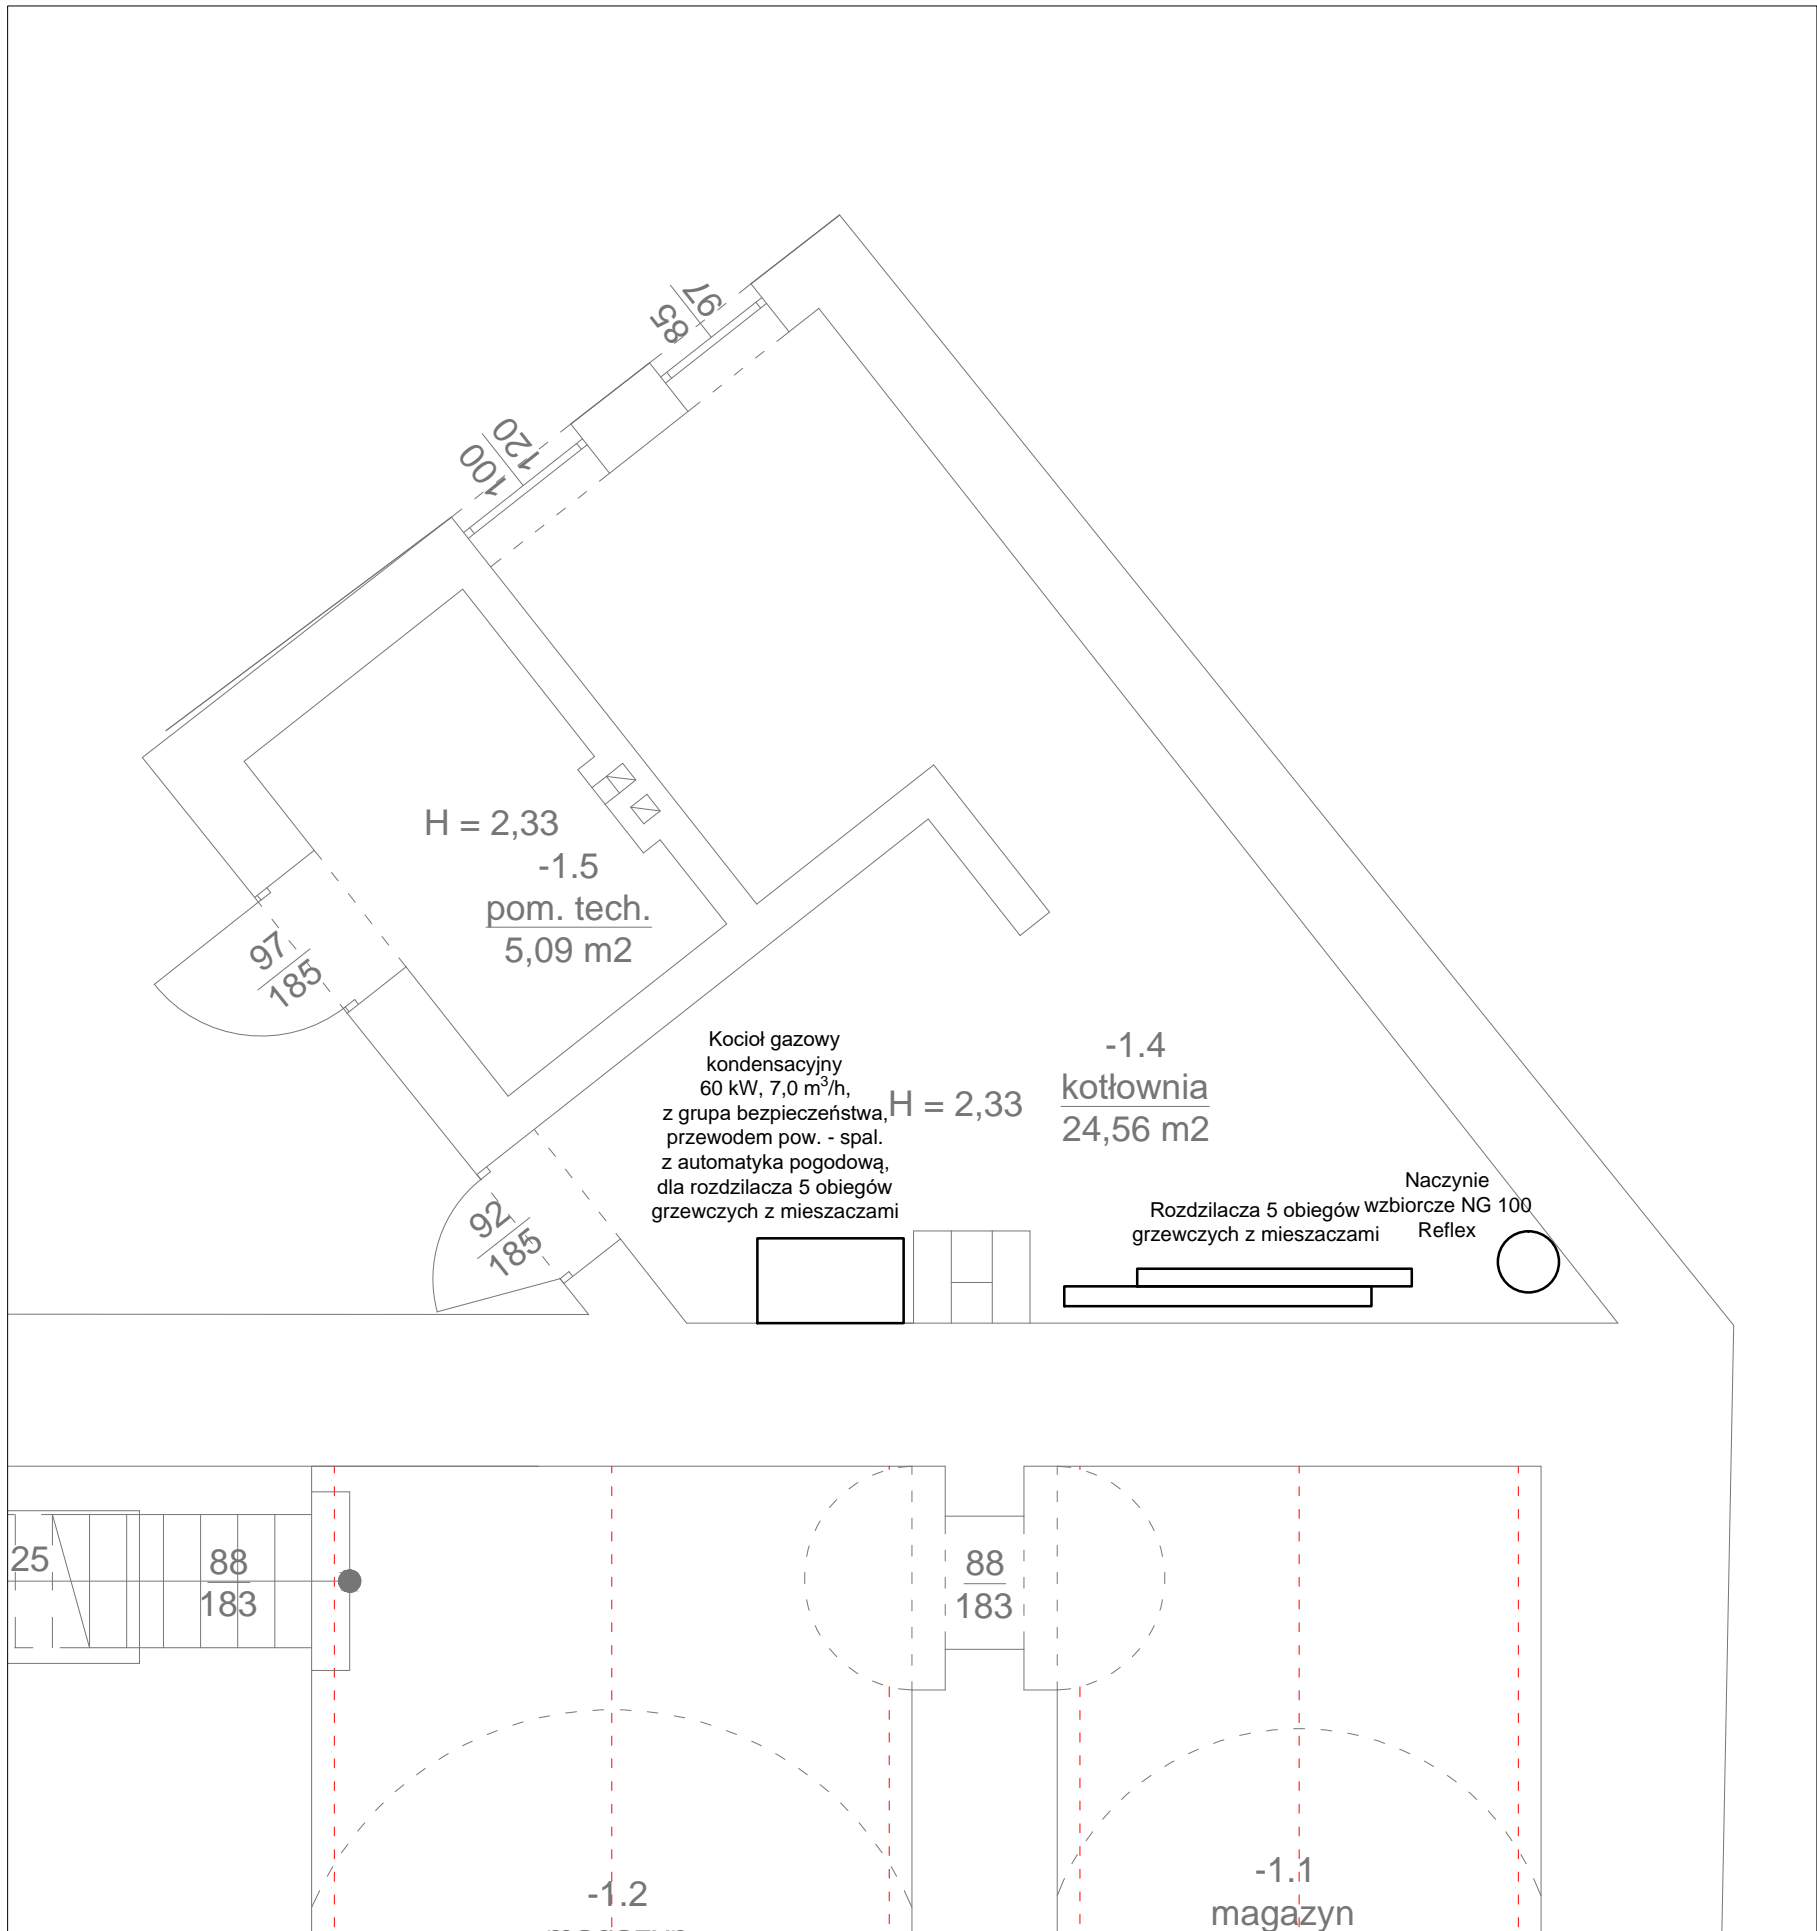 97
85
120
100
H = 2,33
-1.5
pom. tech.
5,09 m2
97
185
Kocioł gazowy
kondensacyjny
60 kW, 7,0 m³/h,
z grupa bezpieczeństwa,
przewodem pow. - spal.
z automatyka pogodową,
dla rozdzilacza 5 obiegów
grzewczych z mieszaczami
H = 2,33
-1.4
kotłownia
24,56 m2
Naczynie
wzbiorcze NG 100
Reflex
Rozdzilacza 5 obiegów
grzewczych z mieszaczami
92
185
25
88
183
88
183
-1.2
magazyn
-1.1
magazyn